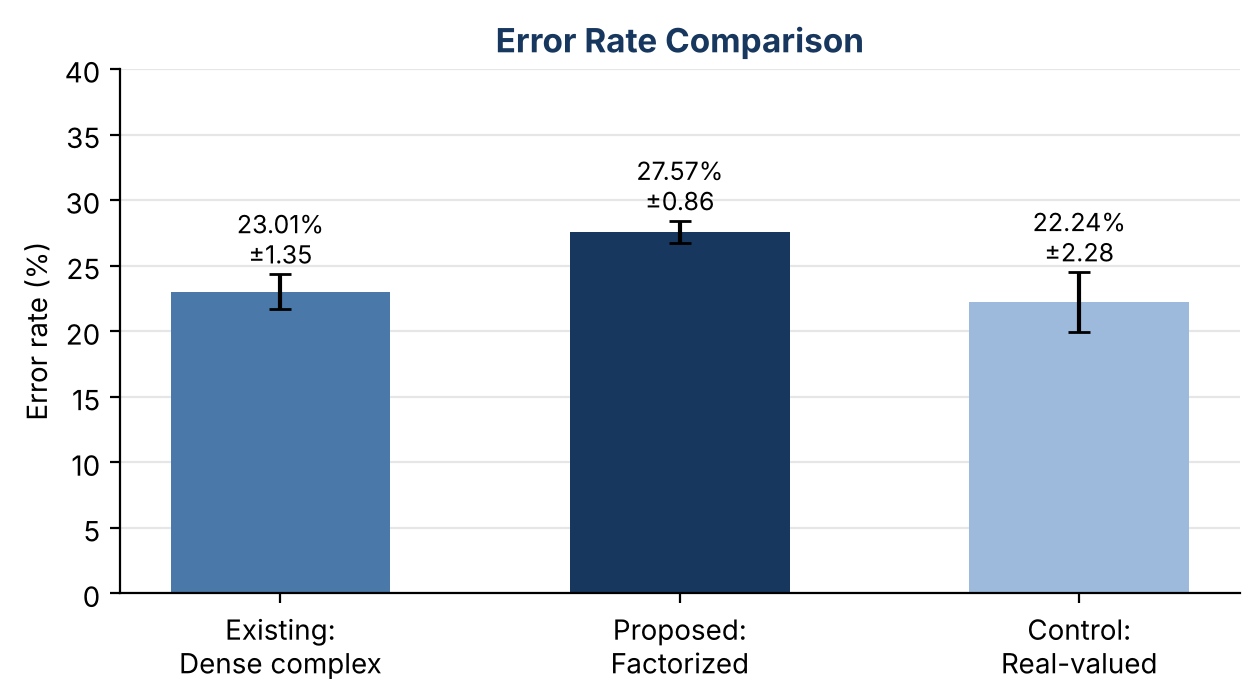 Error Rate Comparison
40
35
30
25
20
15
10
5
0
Error rate (%)
23.01%
±1.35
27.57%
±0.86
22.24%
±2.28
Existing:
Dense complex
Proposed:
Factorized
Control:
Real-valued